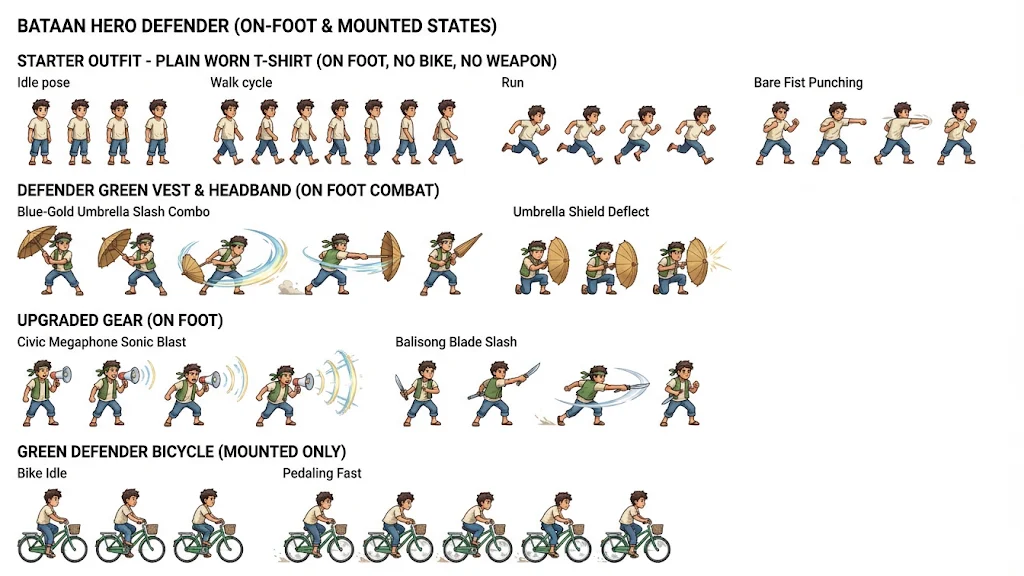 BATAAN HERO DEFENDER (ON-FOOT & MOUNTED STATES)
STARTER OUTFIT - PLAIN WORN T-SHIRT (ON FOOT, NO BIKE, NO WEAPON)
Idle pose
Walk cycle
Run
Bare Fist Punching
DEFENDER GREEN VEST & HEADBAND (ON FOOT COMBAT)
Blue-Gold Umbrella Slash Combo
Umbrella Shield Deflect
UPGRADED GEAR (ON FOOT)
Civic Megaphone Sonic Blast
Balisong Blade Slash
GREEN DEFENDER BICYCLE (MOUNTED ONLY)
Bike Idle
Pedaling Fast